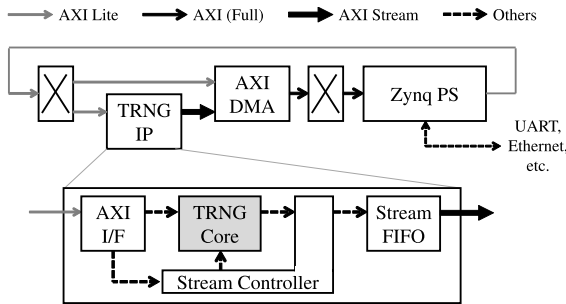 AXI Lite
AXI (Full)
AXI Stream
Others
AXI
DMA
Zynq PS
TRNG
IP
UART,
Ethernet,
etc.
AXI
I/F
TRNG
Core
Stream
FIFO
Stream Controller